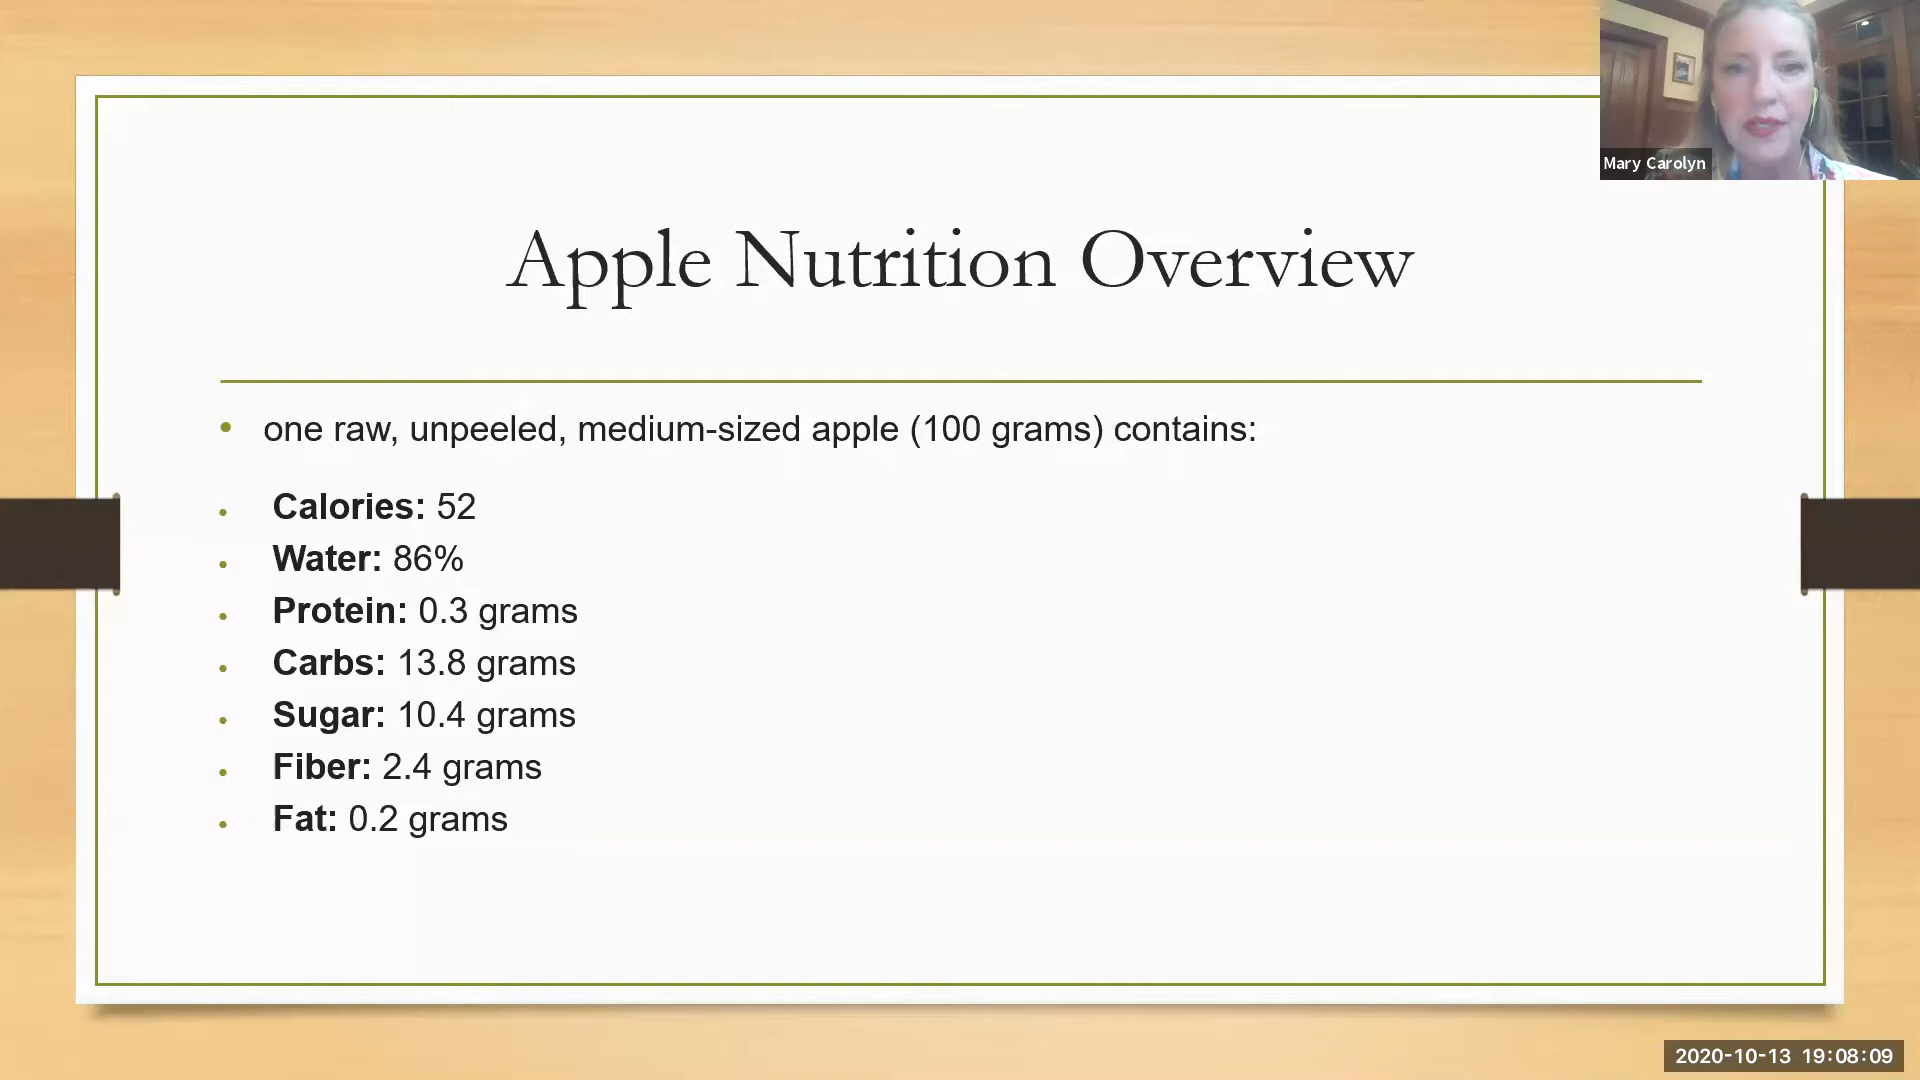 Mary Carolyn
Apple Nutrition Overview
• one raw, unpeeled, medium-sized apple (100 grams) contains:
• Calories: 52
• Water: 86%
• Protein: 0.3 grams
• Carbs: 13.8 grams
• Sugar: 10.4 grams
• Fiber: 2.4 grams
• Fat: 0.2 grams
2020-10-13 19:08:09